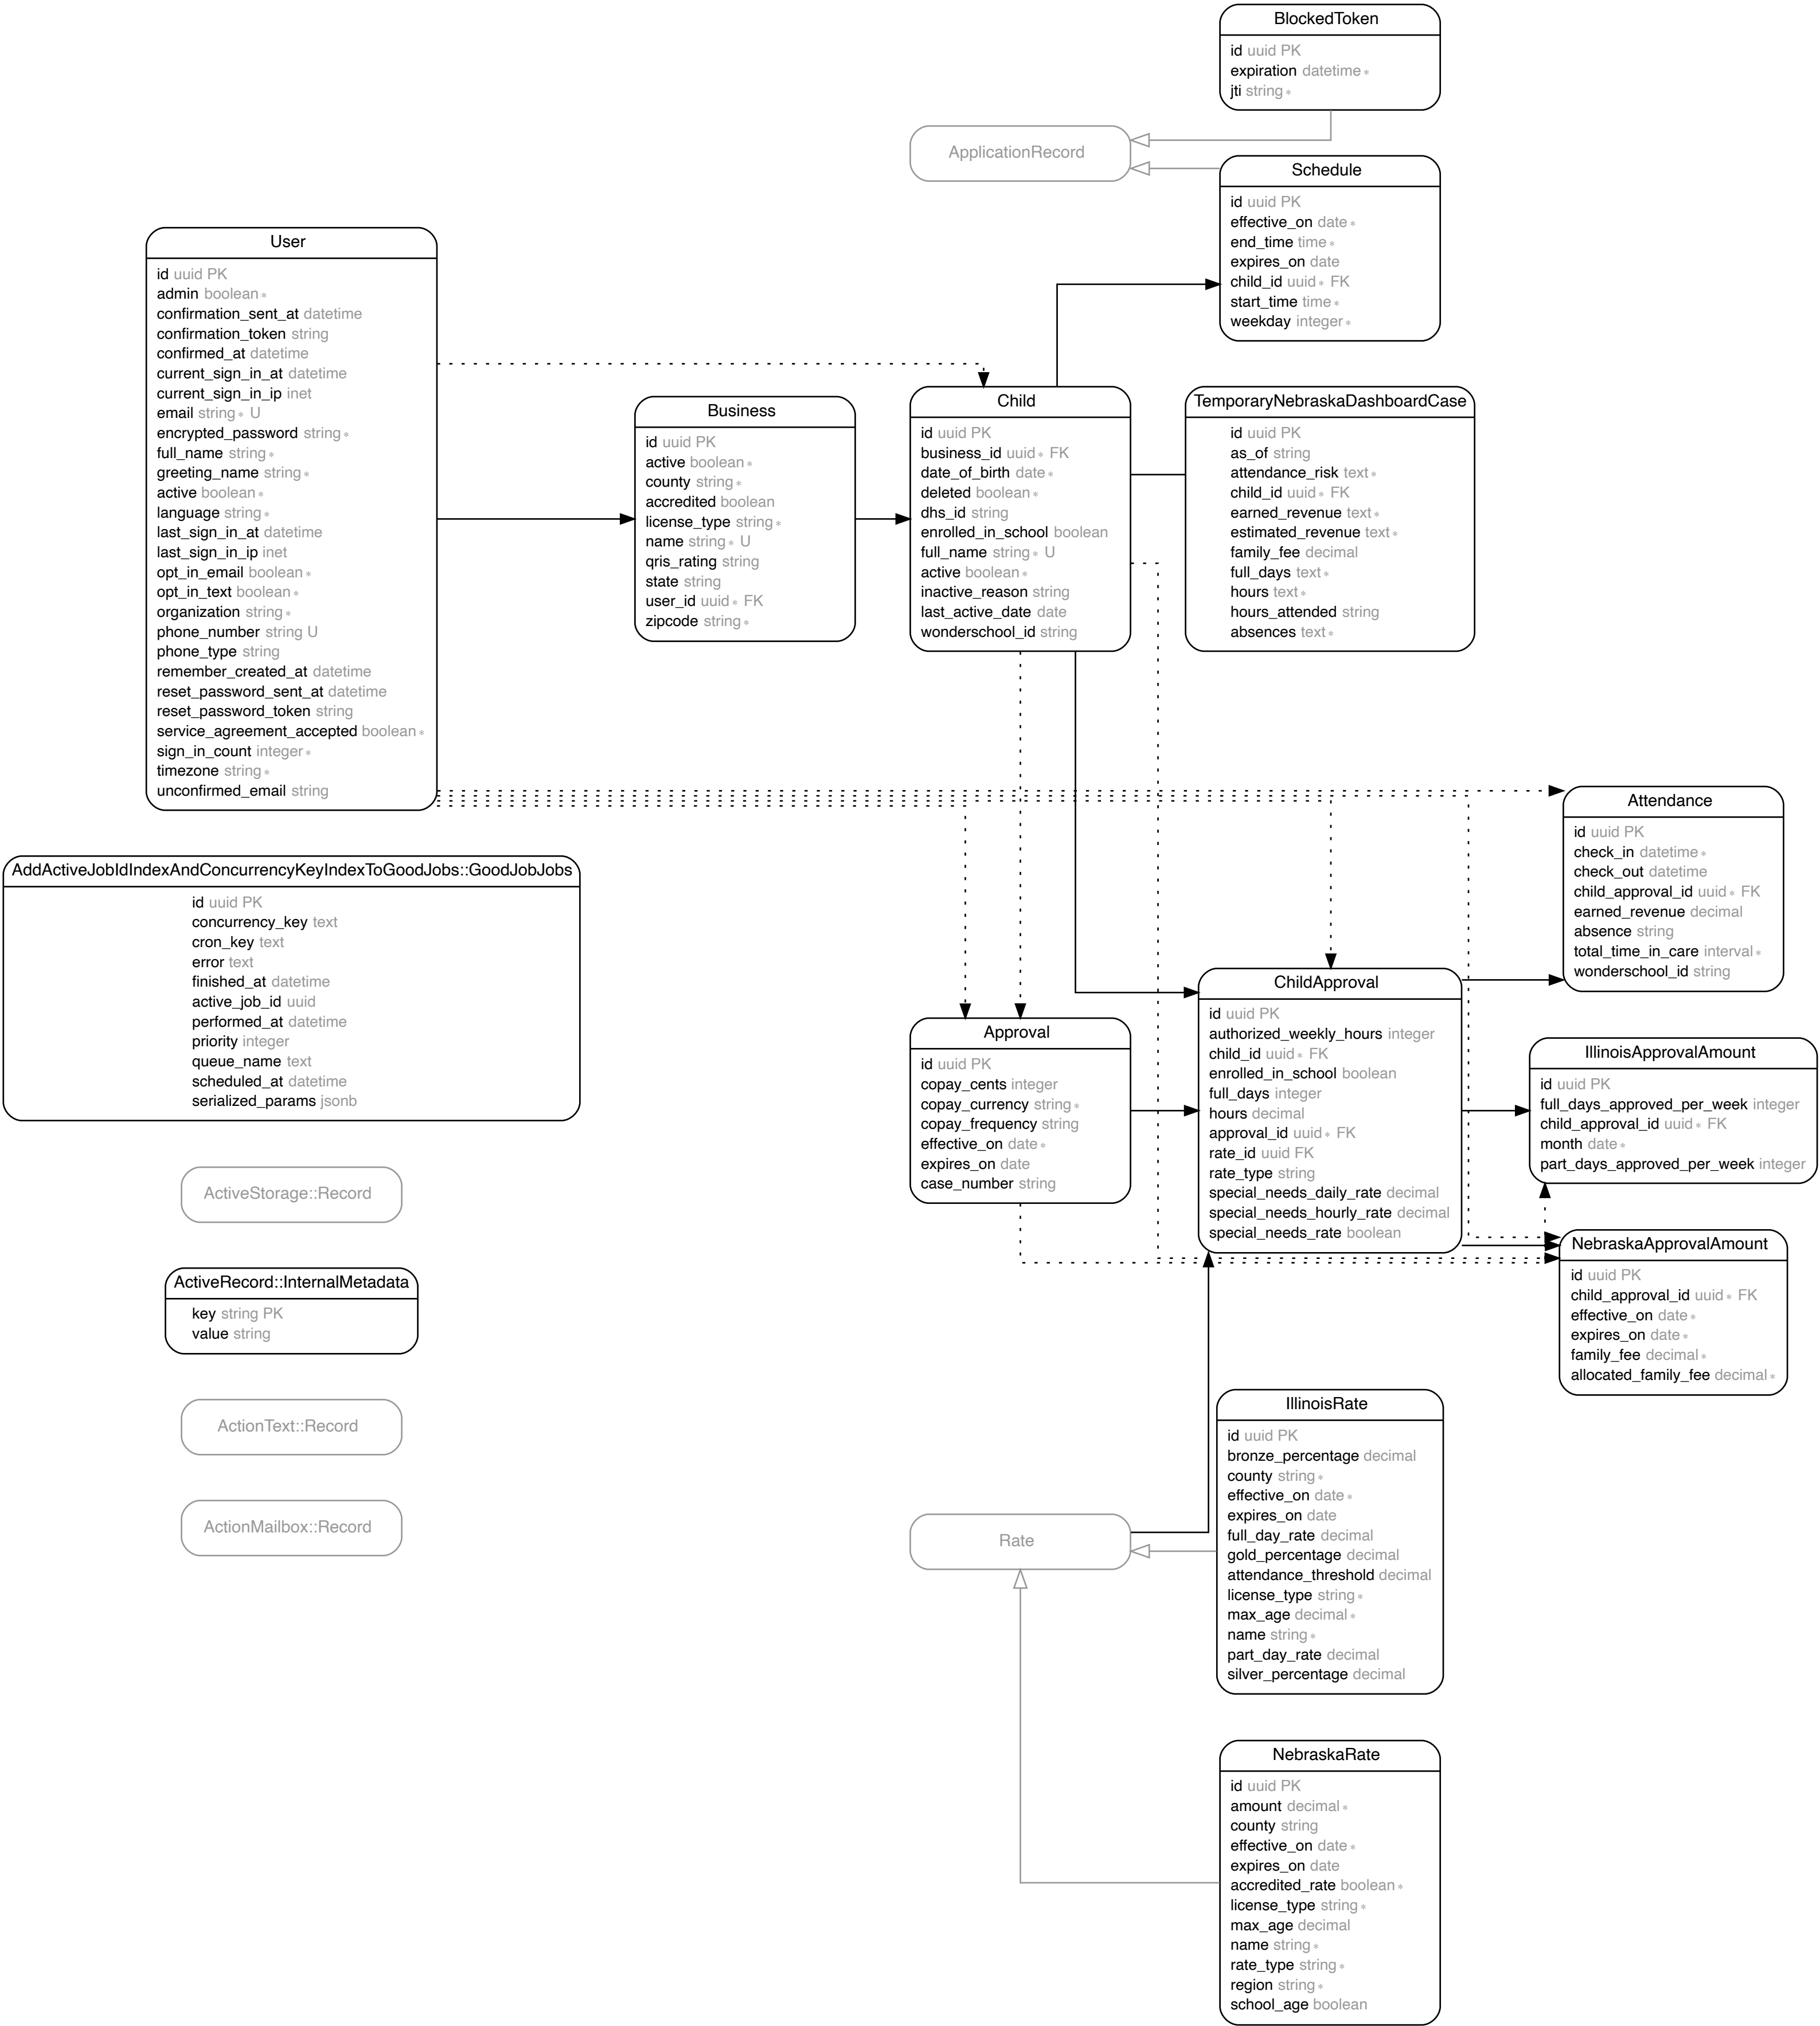 BlockedToken
id uuid PK
expiration datetime ∗
jti string ∗
ApplicationRecord
Schedule
id uuid PK
effective_on date ∗
end_time time ∗
expires_on date
child_id uuid ∗ FK
start_time time ∗
weekday integer ∗
User
id uuid PK
admin boolean ∗
confirmation_sent_at datetime
confirmation_token string
confirmed_at datetime
current_sign_in_at datetime
current_sign_in_ip inet
email string ∗ U
encrypted_password string ∗
full_name string ∗
greeting_name string ∗
active boolean ∗
language string ∗
last_sign_in_at datetime
last_sign_in_ip inet
opt_in_email boolean ∗
opt_in_text boolean ∗
organization string ∗
phone_number string U
phone_type string
remember_created_at datetime
reset_password_sent_at datetime
reset_password_token string
service_agreement_accepted boolean ∗
sign_in_count integer ∗
timezone string ∗
unconfirmed_email string
Business
id uuid PK
active boolean ∗
county string ∗
accredited boolean
license_type string ∗
name string ∗ U
qris_rating string
state string
user_id uuid ∗ FK
zipcode string ∗
Child
id uuid PK
business_id uuid ∗ FK
date_of_birth date ∗
deleted boolean ∗
dhs_id string
enrolled_in_school boolean
full_name string ∗ U
active boolean ∗
inactive_reason string
last_active_date date
wonderschool_id string
TemporaryNebraskaDashboardCase
id uuid PK
as_of string
attendance_risk text ∗
child_id uuid ∗ FK
earned_revenue text ∗
estimated_revenue text ∗
family_fee decimal
full_days text ∗
hours text ∗
hours_attended string
absences text ∗
Attendance
id uuid PK
check_in datetime ∗
check_out datetime
child_approval_id uuid ∗ FK
earned_revenue decimal
absence string
total_time_in_care interval ∗
wonderschool_id string
AddActiveJobIdIndexAndConcurrencyKeyIndexToGoodJobs::GoodJobJobs
id uuid PK
concurrency_key text
cron_key text
error text
finished_at datetime
active_job_id uuid
performed_at datetime
priority integer
queue_name text
scheduled_at datetime
serialized_params jsonb
ChildApproval
id uuid PK
authorized_weekly_hours integer
child_id uuid ∗ FK
enrolled_in_school boolean
full_days integer
hours decimal
approval_id uuid ∗ FK
rate_id uuid FK
rate_type string
special_needs_daily_rate decimal
special_needs_hourly_rate decimal
special_needs_rate boolean
Approval
id uuid PK
copay_cents integer
copay_currency string ∗
copay_frequency string
effective_on date ∗
expires_on date
case_number string
IllinoisApprovalAmount
id uuid PK
full_days_approved_per_week integer
child_approval_id uuid ∗ FK
month date ∗
part_days_approved_per_week integer
ActiveStorage::Record
NebraskaApprovalAmount
id uuid PK
child_approval_id uuid ∗ FK
effective_on date ∗
expires_on date ∗
family_fee decimal ∗
allocated_family_fee decimal ∗
ActiveRecord::InternalMetadata
key string PK
value string
ActionText::Record
IllinoisRate
id uuid PK
bronze_percentage decimal
county string ∗
effective_on date ∗
expires_on date
full_day_rate decimal
gold_percentage decimal
attendance_threshold decimal
license_type string ∗
max_age decimal ∗
name string ∗
part_day_rate decimal
silver_percentage decimal
ActionMailbox::Record
Rate
NebraskaRate
id uuid PK
amount decimal ∗
county string
effective_on date ∗
expires_on date
accredited_rate boolean ∗
license_type string ∗
max_age decimal
name string ∗
rate_type string ∗
region string ∗
school_age boolean